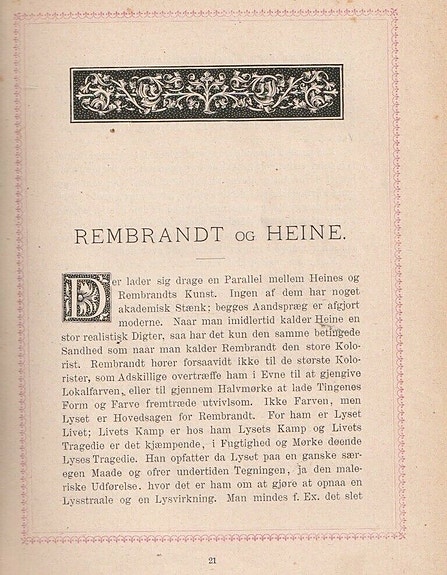 REMBRANDT OG HEINE.
Der lader sig drage en Parallel mellem Heines og
Rembrandts Kunst. Ingen af dem har noget
akademisk Stænk; begges Aandspræg er afgjort
moderne. Naar man imidlertid kalder Heine en
stor realistisk Digter, saa har det kun den samme betingede
Sandhed som naar man kalder Rembrandt den store Kolo-
rist. Rembrandt hører forsaavidt ikke til de største Kolo-
rister, som Adskillige overtræffe ham i Evne til at gjengive
Lokalfarven, eller til gjennem Halvmørke at lade Tingenes
Form og Farve fremtræde utvivlsom. Ikke Farven, men
Lyset er Hovedsagen for Rembrandt. For ham er Lyset
Livet; Livets Kamp er hos ham Lysets Kamp og Livets
Tragedie er det kjæmpende, i Fugtighed og Mørke døende
Lyses Tragedie. Han opfatter da Lyset paa en ganske sær-
egen Maade og ofrer undertiden Tegningen, ja den male-
riske Udførelse. hvor det er ham om at gjøre at opnaa en
Lysstraale og en Lysvirkning. Man mindes f. Ex. det slet
21